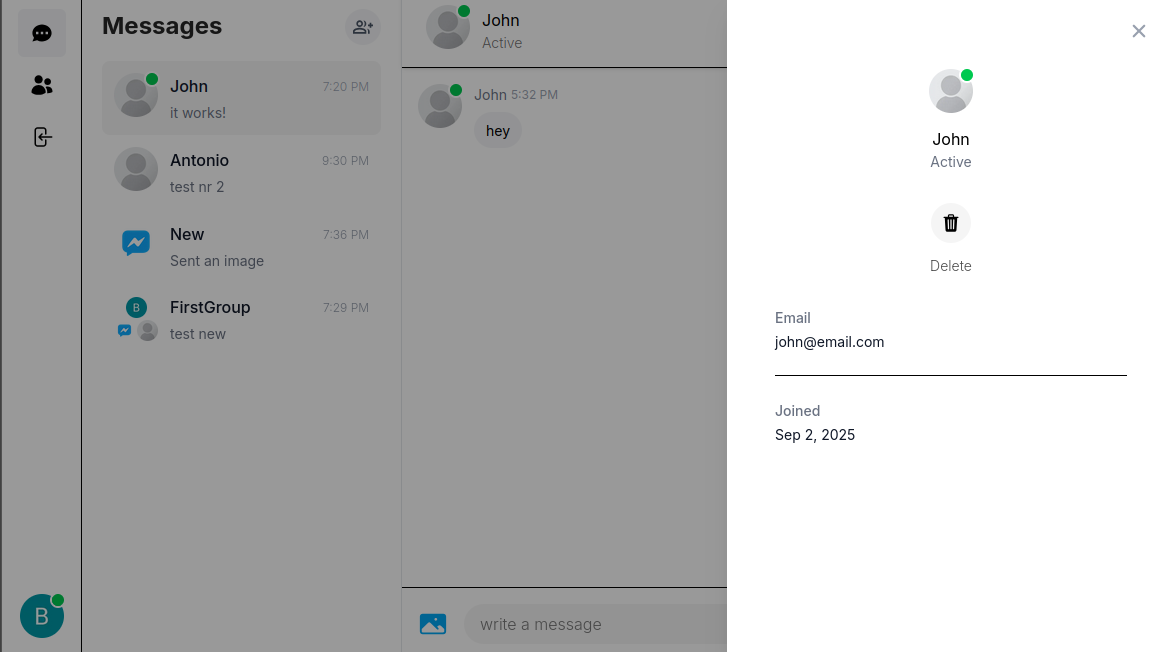 Messages
John 7:20 PM
it works!
Antonio 9:30 PM
test nr 2
New 7:36 PM
Sent an image
B
FirstGroup 7:29 PM
test new
B
John
Active
John 5:32 PM
hey
write a message
John
Active
Delete
Email
john@email.com
Joined
Sep 2, 2025